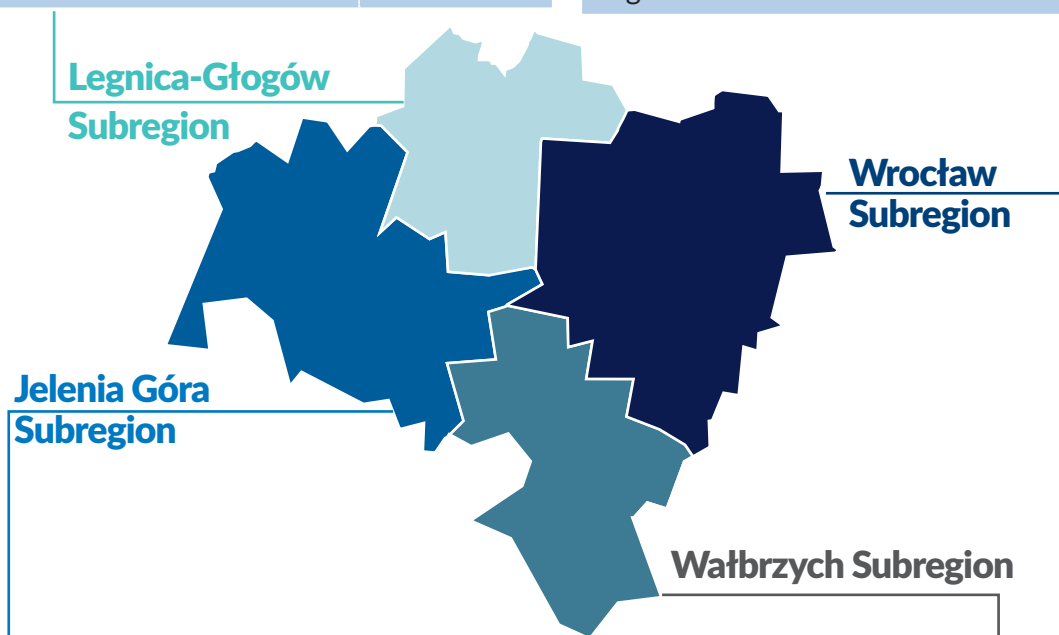 Legnica-Głogów
Subregion
Wrocław
Subregion
Jelenia Góra
Subregion
Wałbrzych Subregion